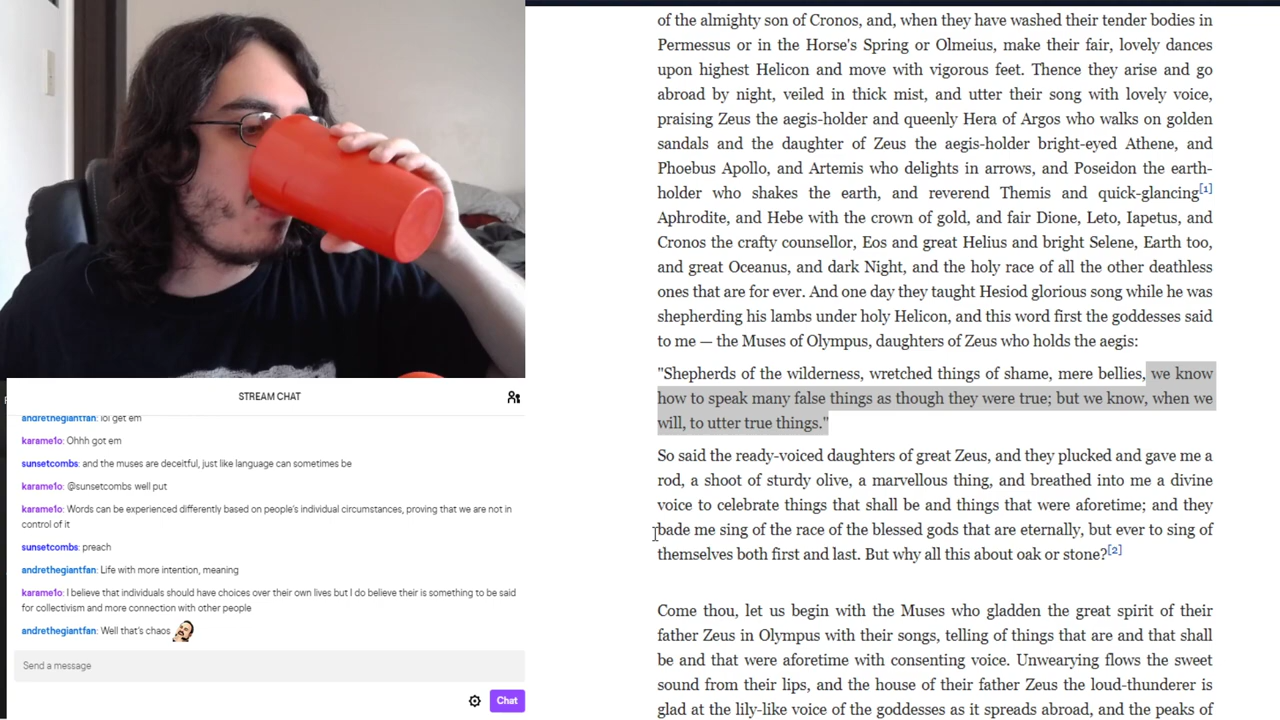 STREAM CHAT
andrethegiantfan: lol get em
karame1o: Ohhh got em
sunsetcombs: and the muses are deceitful, just like language can sometimes be
karame1o: @sunsetcombs well put
karame1o: Words can be experienced differently based on people's individual circumstances, proving that we are not in
control of it
sunsetcombs: preach
andrethegiantfan: Life with more intention, meaning
karame1o: I believe that individuals should have choices over their own lives but I do believe their is something to be said
for collectivism and more connection with other people
andrethegiantfan: Well that's chaos
Send a message
Chat
of the almighty son of Cronos, and, when they have washed their tender bodies in
Permessus or in the Horse's Spring or Olmeius, make their fair, lovely dances
upon highest Helicon and move with vigorous feet. Thence they arise and go
abroad by night, veiled in thick mist, and utter their song with lovely voice,
praising Zeus the aegis-holder and queenly Hera of Argos who walks on golden
sandals and the daughter of Zeus the aegis-holder bright-eyed Athene, and
Phoebus Apollo, and Artemis who delights in arrows, and Poseidon the earth-
holder who shakes the earth, and reverend Themis and quick-glancing[1]
Aphrodite, and Hebe with the crown of gold, and fair Dione, Leto, Iapetus, and
Cronos the crafty counsellor, Eos and great Helius and bright Selene, Earth too,
and great Oceanus, and dark Night, and the holy race of all the other deathless
ones that are for ever. And one day they taught Hesiod glorious song while he was
shepherding his lambs under holy Helicon, and this word first the goddesses said
to me — the Muses of Olympus, daughters of Zeus who holds the aegis:
"Shepherds of the wilderness, wretched things of shame, mere bellies, we know
how to speak many false things as though they were true; but we know, when we
will, to utter true things."
So said the ready-voiced daughters of great Zeus, and they plucked and gave me a
rod, a shoot of sturdy olive, a marvellous thing, and breathed into me a divine
voice to celebrate things that shall be and things that were aforetime; and they
bade me sing of the race of the blessed gods that are eternally, but ever to sing of
themselves both first and last. But why all this about oak or stone?[2]
Come thou, let us begin with the Muses who gladden the great spirit of their
father Zeus in Olympus with their songs, telling of things that are and that shall
be and that were aforetime with consenting voice. Unwearying flows the sweet
sound from their lips, and the house of their father Zeus the loud-thunderer is
glad at the lily-like voice of the goddesses as it spreads abroad, and the peaks of